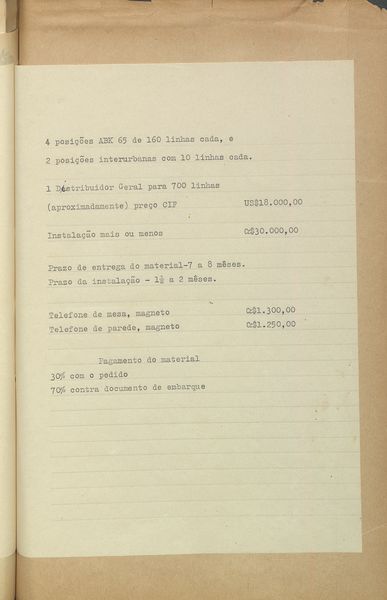 4 posições ABK 65 de 160 linhas cada, e
2 posições interurbanas com 10 linhas cada.
1 Distribuidor Geral para 700 linhas
(aproximadamente) preço CIF US$18.000,00
Instalação mais ou menos Cr$30.000,00
Prazo de entrega do material-7 a 8 mêses.
Prazo da instalação - 1½ a 2 mêses.
Telefone de mesa, magneto Cr$1.300,00
Telefone de parede, magneto Cr$1.250,00
Pagamento do material
30% com o pedido
70% contra documento de embarque